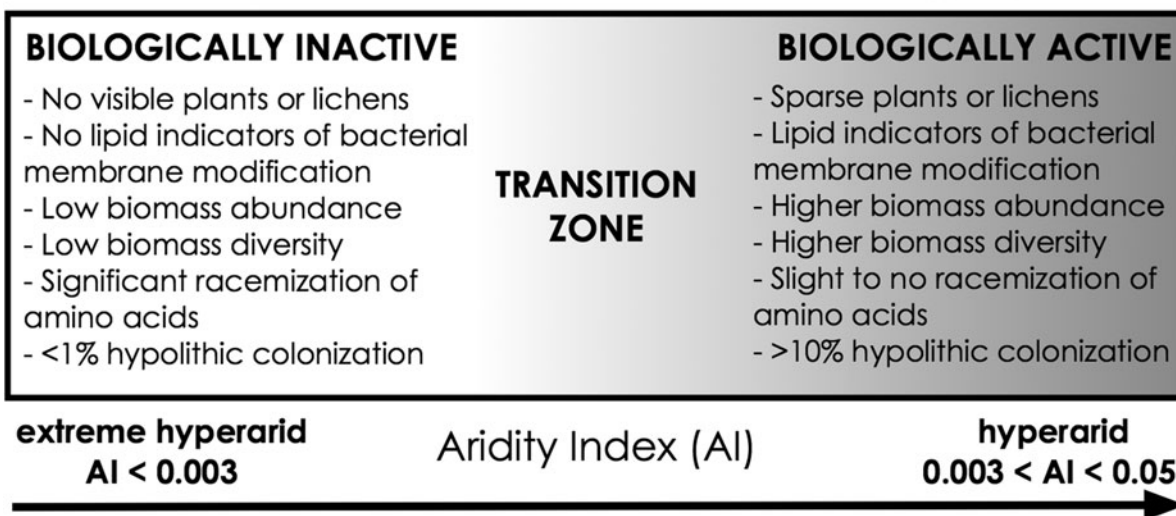 BIOLOGICALLY INACTIVE
- No visible plants or lichens
- No lipid indicators of bacterial
membrane modification
- Low biomass abundance
- Low biomass diversity
- Significant racemization of
amino acids
- <1% hypolithic colonization
TRANSITION
ZONE
BIOLOGICALLY ACTIVE
- Sparse plants or lichens
- Lipid indicators of bacterial
membrane modification
- Higher biomass abundance
- Higher biomass diversity
- Slight to no racemization of
amino acids
- >10% hypolithic colonization
extreme hyperarid
AI < 0.003
Aridity Index (AI)
hyperarid
0.003 < AI < 0.05